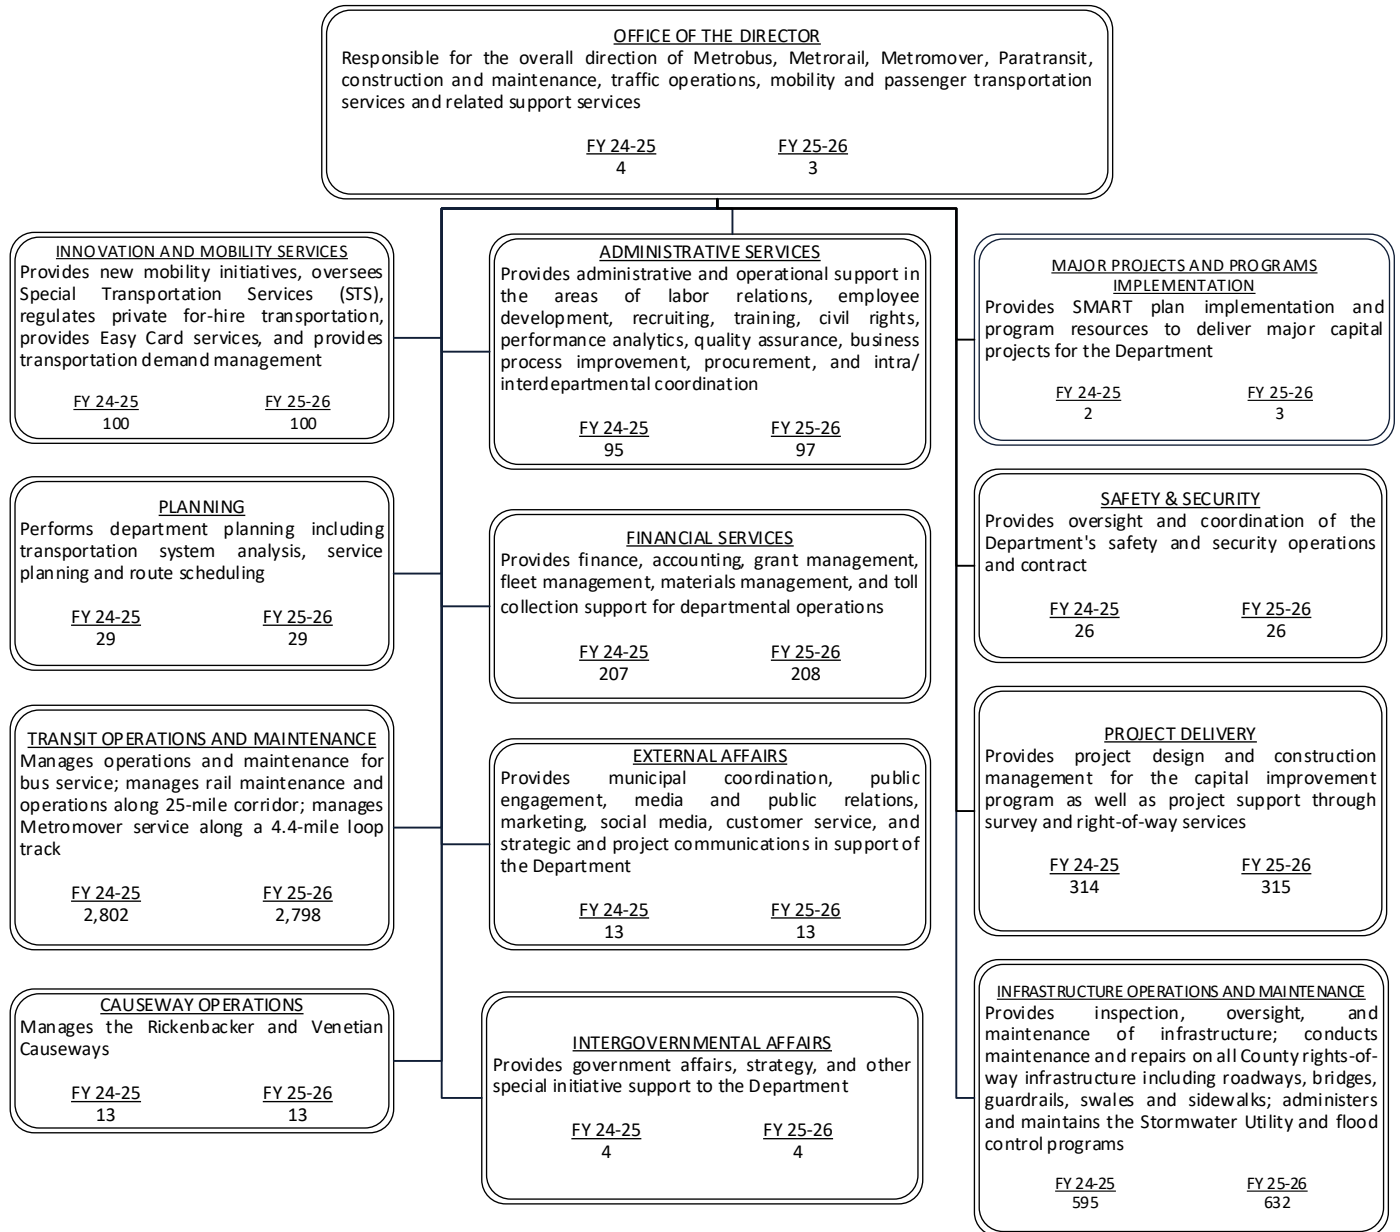 OFFICE OF THE DIRECTOR
Responsible for the overall direction of Metrobus, Metrorail, Metromover, Paratransit,
construction and maintenance, traffic operations, mobility and passenger transportation
services and related support services
FY 24-25 FY 25-26
4 3
INNOVATION AND MOBILITY SERVICES
Provides new mobility initiatives, oversees
Special Transportation Services (STS),
regulates private for-hire transportation,
provides Easy Card services, and provides
transportation demand management
FY 24-25 FY 25-26
100 100
PLANNING
Performs department planning including
transportation system analysis, service
planning and route scheduling
FY 24-25 FY 25-26
29 29
TRANSIT OPERATIONS AND MAINTENANCE
Manages operations and maintenance for
bus service; manages rail maintenance and
operations along 25-mile corridor; manages
Metromover service along a 4.4-mile loop
track
FY 24-25 FY 25-26
2,802 2,798
CAUSEWAY OPERATIONS
Manages the Rickenbacker and Venetian
Causeways
FY 24-25 FY 25-26
13 13
ADMINISTRATIVE SERVICES
Provides administrative and operational support in
the areas of labor relations, employee
development, recruiting, training, civil rights,
performance analytics, quality assurance, business
process improvement, procurement, and intra/
interdepartmental coordination
FY 24-25 FY 25-26
95 97
FINANCIAL SERVICES
Provides finance, accounting, grant management,
fleet management, materials management, and toll
collection support for departmental operations
FY 24-25 FY 25-26
207 208
EXTERNAL AFFAIRS
Provides municipal coordination, public
engagement, media and public relations,
marketing, social media, customer service, and
strategic and project communications in support of
the Department
FY 24-25 FY 25-26
13 13
INTERGOVERNMENTAL AFFAIRS
Provides government affairs, strategy, and other
special initiative support to the Department
FY 24-25 FY 25-26
4 4
MAJOR PROJECTS AND PROGRAMS
IMPLEMENTATION
Provides SMART plan implementation and
program resources to deliver major capital
projects for the Department
FY 24-25 FY 25-26
2 3
SAFETY & SECURITY
Provides oversight and coordination of the
Department's safety and security operations
and contract
FY 24-25 FY 25-26
26 26
PROJECT DELIVERY
Provides project design and construction
management for the capital improvement
program as well as project support through
survey and right-of-way services
FY 24-25 FY 25-26
314 315
INFRASTRUCTURE OPERATIONS AND MAINTENANCE
Provides inspection, oversight, and
maintenance of infrastructure; conducts
maintenance and repairs on all County rights-of-
way infrastructure including roadways, bridges,
guardrails, swales and sidewalks; administers
and maintains the Stormwater Utility and flood
control programs
FY 24-25 FY 25-26
595 632